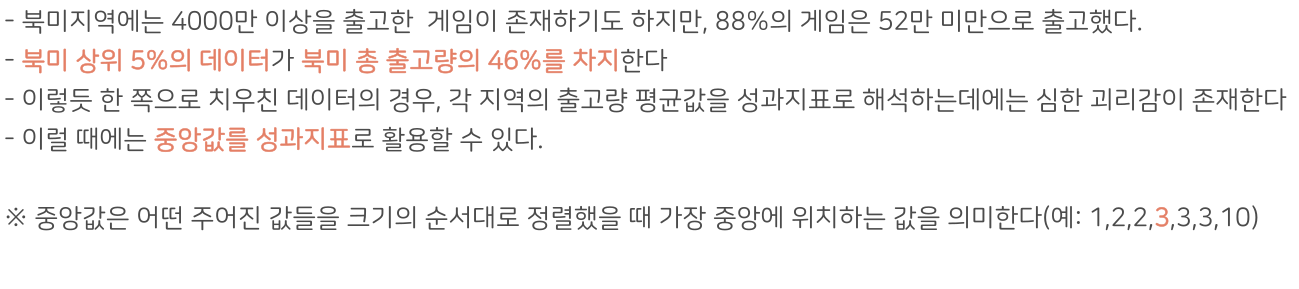 - 북미지역에는 4000만 이상을 출고한  게임이 존재하기도 하지만, 88%의 게임은 52만 미만으로 출고했다.
- 북미 상위 5%의 데이터가 북미 총 출고량의 46%를 차지한다
- 이렇듯 한 쪽으로 치우친 데이터의 경우, 각 지역의 출고량 평균값을 성과지표로 해석하는데에는 심한 괴리감이 존재한다
- 이럴 때에는 중앙값를 성과지표로 활용할 수 있다.
※ 중앙값은 어떤 주어진 값들을 크기의 순서대로 정렬했을 때 가장 중앙에 위치하는 값을 의미한다(예: 1,2,2,3,3,3,10)